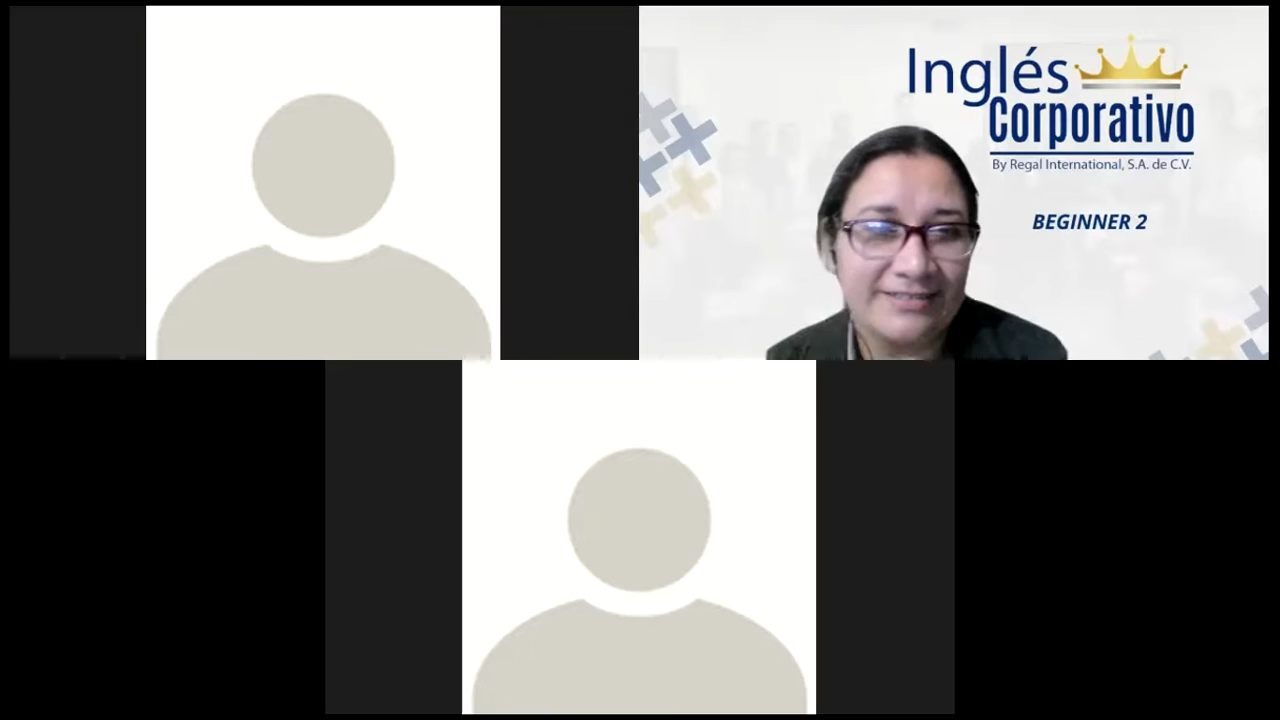 Inglés
Corporativo
By Regal International, S.A. de C.V.
BEGINNER 2